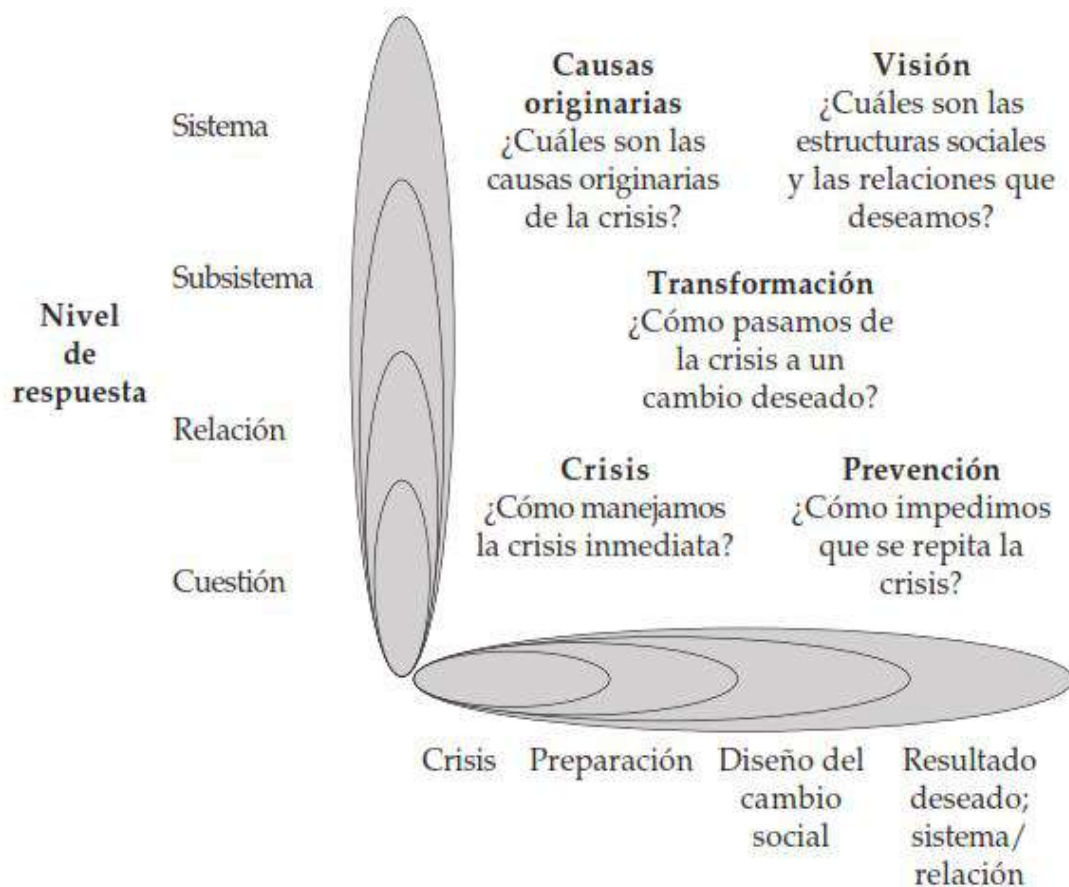 Nivel
de
respuesta
Sistema
Subsistema
Relación
Cuestión
Causas
originarias
¿Cuáles son las
causas originarias
de la crisis?
Visión
¿Cuáles son las
estructuras sociales
y las relaciones que
deseamos?
Transformación
¿Cómo pasamos de
la crisis a un
cambio deseado?
Crisis
¿Cómo manejamos
la crisis inmediata?
Prevención
¿Cómo impedimos
que se repita la
crisis?
Crisis
Preparación
Diseño del
cambio
social
Resultado
deseado;
sistema/
relación